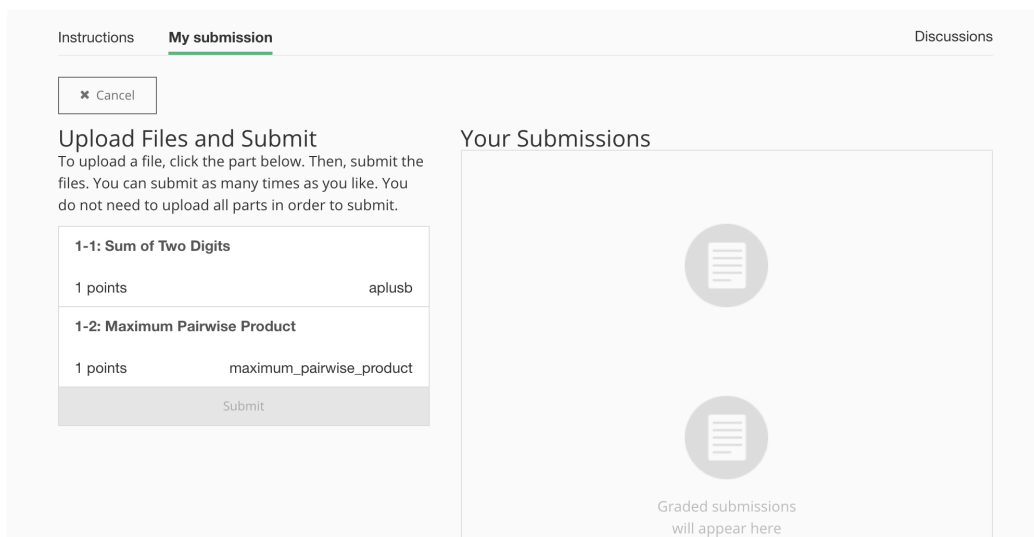 Instructions My submission Discussions
✖ Cancel
Upload Files and Submit
To upload a file, click the part below. Then, submit the
files. You can submit as many times as you like. You
do not need to upload all parts in order to submit.
1-1: Sum of Two Digits
1 points aplusb
1-2: Maximum Pairwise Product
1 points maximum_pairwise_product
Submit
Your Submissions
Graded submissions
will appear here